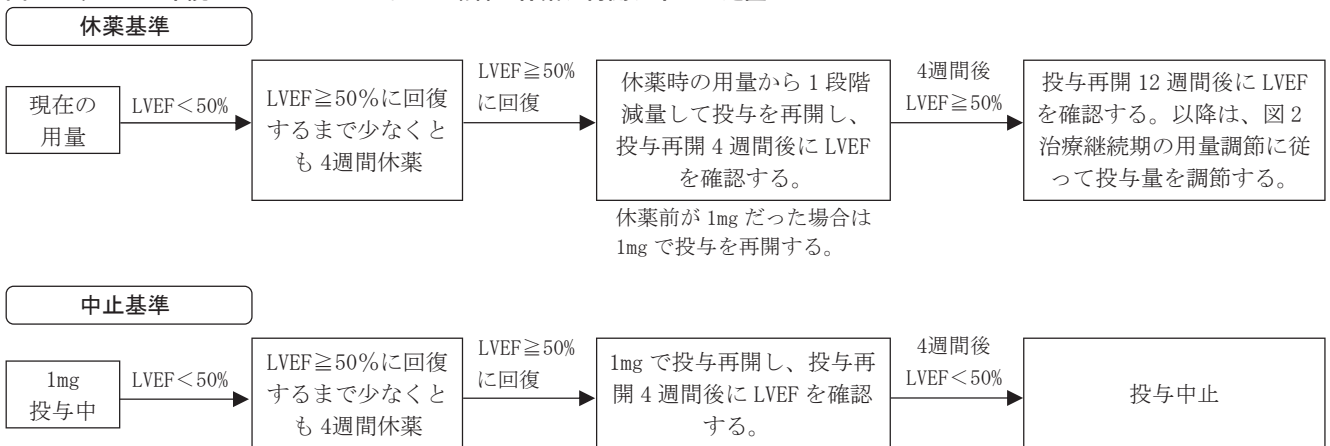 休薬基準
現在の
用量
LVEF<50%
LVEF≧50%に回復
するまで少なくと
も 4週間休薬
LVEF≧50%
に回復
休薬時の用量から 1 段階
減量して投与を再開し、
投与再開 4 週間後に LVEF
を確認する。
休薬前が 1mg だった場合は
1mg で投与を再開する。
4週間後
LVEF≧50%
投与再開 12 週間後に LVEF
を確認する。以降は、図 2
治療継続期の用量調節に従
って投与量を調節する。
中止基準
1mg
投与中
LVEF<50%
LVEF≧50%に回復
するまで少なくと
も 4週間休薬
LVEF≧50%
に回復
1mg で投与再開し、投与再
開 4 週間後に LVEF を確認
する。
4週間後
LVEF<50%
投与中止